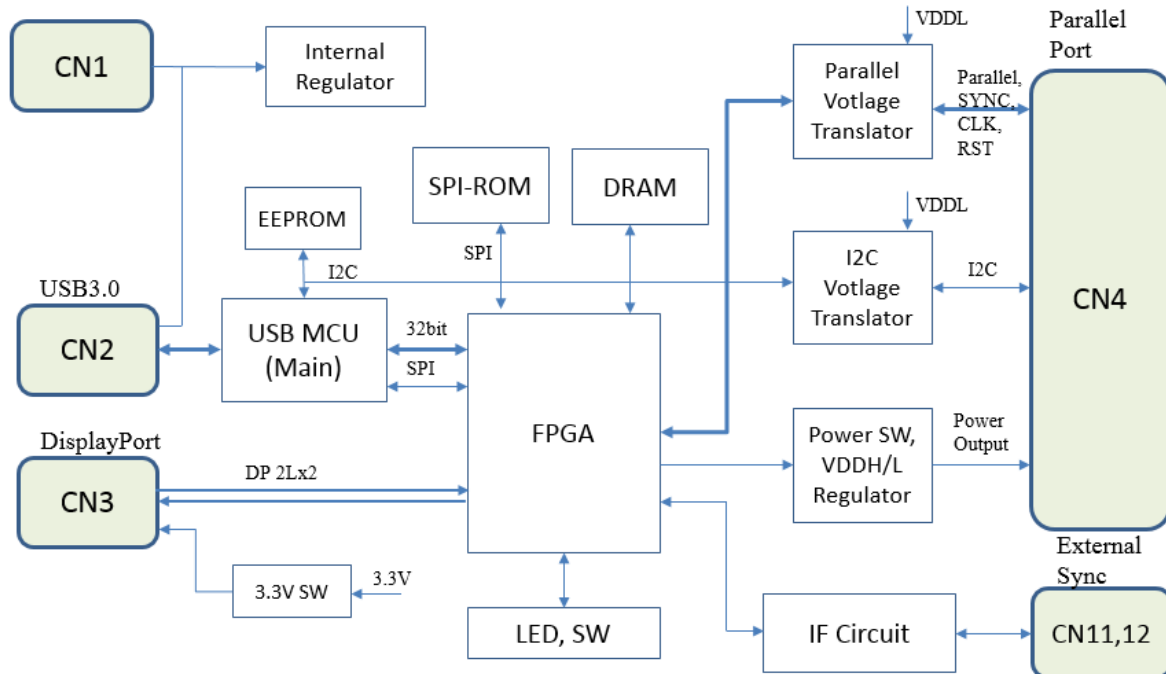 CN1
Internal
Regulator
VDDL
Parallel
Port
Parallel
Votlage
Translator
Parallel,
SYNC,
CLK,
RST
SPI-ROM
DRAM
EEPROM
SPI
I2C
VDDL
I2C
Votlage
Translator
I2C
CN4
USB3.0
CN2
USB MCU
(Main)
32bit
SPI
FPGA
DisplayPort
CN3
DP 2Lx2
Power SW,
VDDH/L
Regulator
Power
Output
3.3V SW
3.3V
LED, SW
IF Circuit
External
Sync
CN11,12